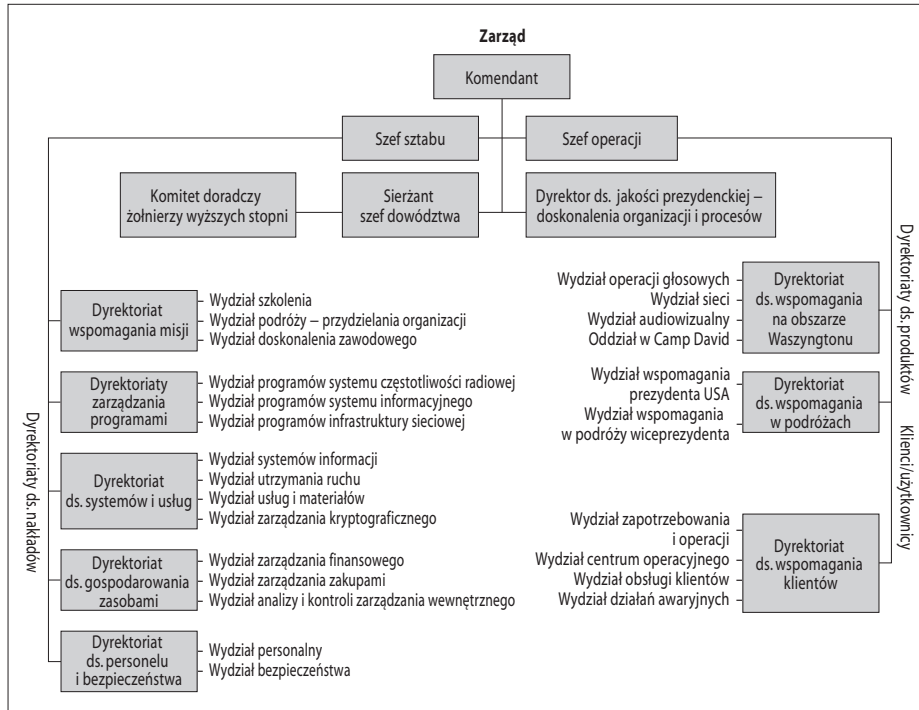 Zarząd
Komendant
Szef sztabu
Szef operacji
Komitet doradczy
żołnierzy wyższych stopni
Sierżant
szef dowództwa
Dyrektor ds. jakości prezydenckiej –
doskonalenia organizacji i procesów
Dyrektoriaty ds. nakładów
Dyrektoriat
wspomagania misji
Wydział szkolenia
Wydział podróży – przydzielania organizacji
Wydział doskonalenia zawodowego
Dyrektoriaty
zarządzania
programami
Wydział programów systemu częstotliwości radiowej
Wydział programów systemu informacyjnego
Wydział programów infrastruktury sieciowej
Dyrektoriat
ds. systemów i usług
Wydział systemów informacji
Wydział utrzymania ruchu
Wydział usług i materiałów
Wydział zarządzania kryptograficznego
Dyrektoriat
ds. gospodarowania
zasobami
Wydział zarządzania finansowego
Wydział zarządzania zakupami
Wydział analizy i kontroli zarządzania wewnętrznego
Dyrektoriat
ds. personelu
i bezpieczeństwa
Wydział personalny
Wydział bezpieczeństwa
Wydział operacji głosowych
Wydział sieci
Wydział audiowizualny
Oddział w Camp David
Dyrektoriat
ds. wspomagania
na obszarze
Waszyngtonu
Wydział wspomagania
prezydenta USA
Wydział wspomagania
w podróży wiceprezydenta
Dyrektoriat
ds. wspomagania
w podróżach
Wydział zapotrzebowania
i operacji
Wydział centrum operacyjnego
Wydział obsługi klientów
Wydział działań awaryjnych
Dyrektoriat
ds. wspomagania
klientów
Dyrektoriaty ds. produktów
Klienci/użytkownicy